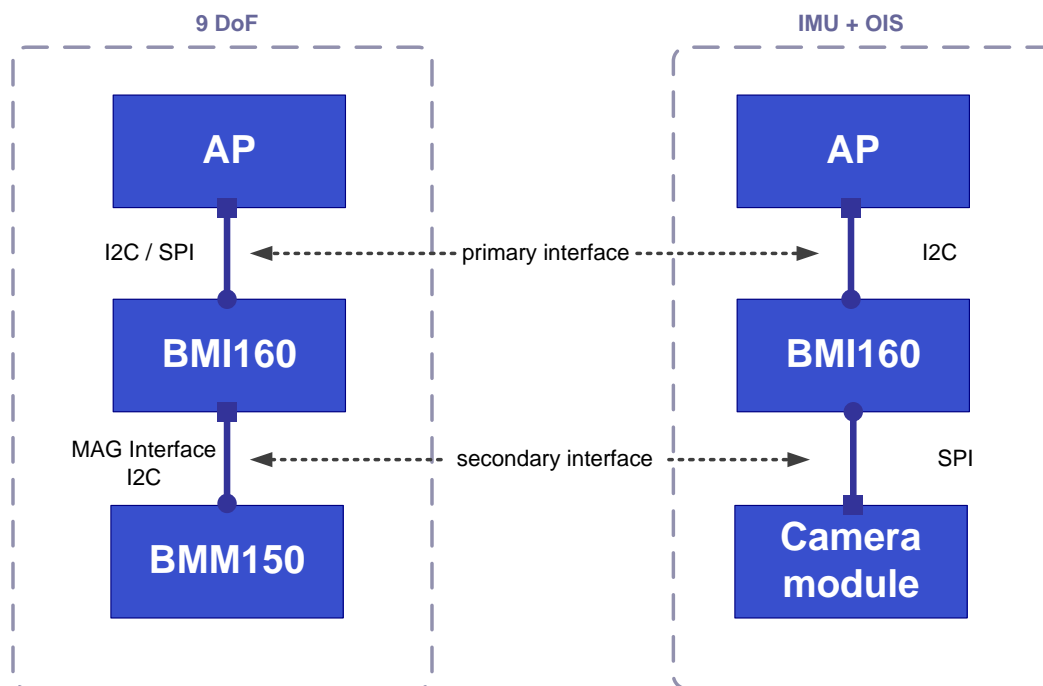 9 DoF
IMU + OIS
AP
AP
I2C / SPI
primary interface
I2C
BMI160
BMI160
MAG Interface
I2C
secondary interface
SPI
BMM150
Camera
module